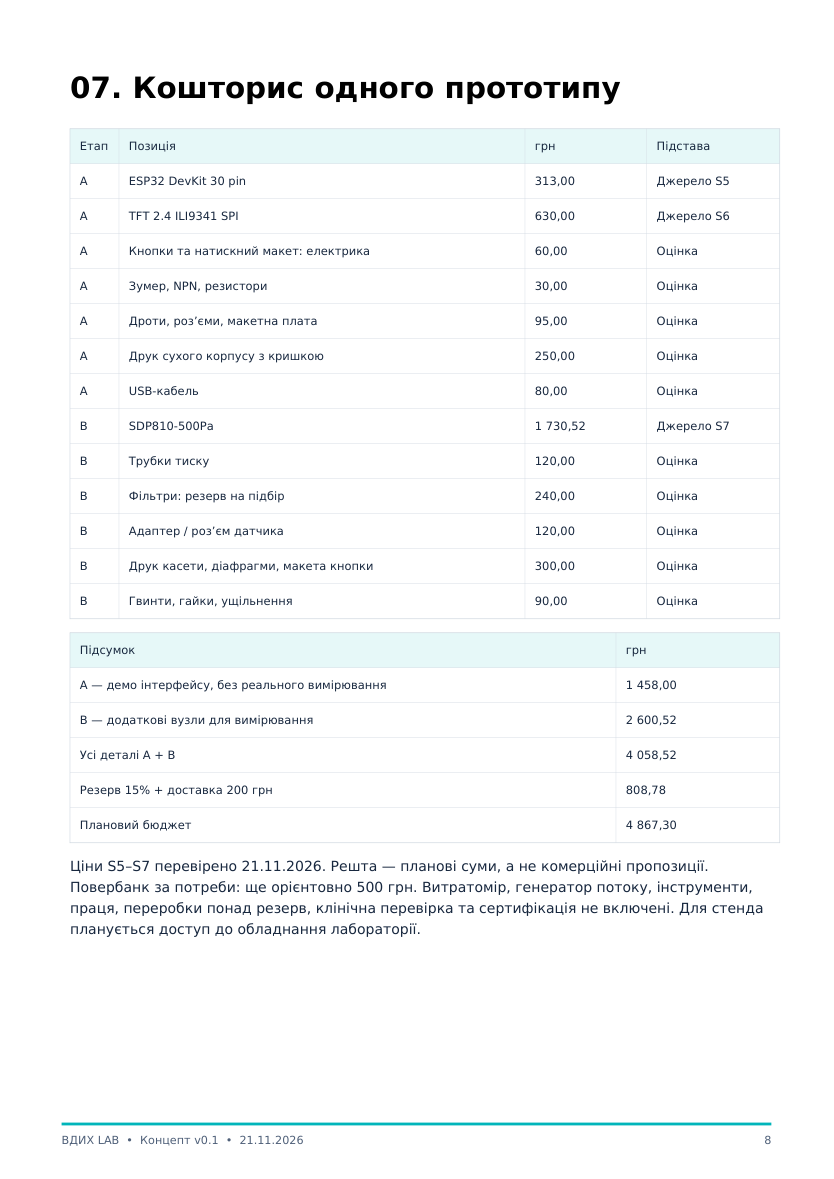 07. Кошторис одного прототипу
Етап Позиція грн Підстава
A ESP32 DevKit 30 pin 313,00 Джерело S5
A TFT 2.4 ILI9341 SPI 630,00 Джерело S6
A Кнопки та натискний макет: електрика 60,00 Оцінка
A Зумер, NPN, резистори 30,00 Оцінка
A Дроти, роз’єми, макетна плата 95,00 Оцінка
A Друк сухого корпусу з кришкою 250,00 Оцінка
A USB-кабель 80,00 Оцінка
B SDP810-500Pa 1 730,52 Джерело S7
B Трубки тиску 120,00 Оцінка
B Фільтри: резерв на підбір 240,00 Оцінка
B Адаптер / роз’єм датчика 120,00 Оцінка
B Друк касети, діафрагми, макета кнопки 300,00 Оцінка
B Гвинти, гайки, ущільнення 90,00 Оцінка
Підсумок грн
A — демо інтерфейсу, без реального вимірювання 1 458,00
B — додаткові вузли для вимірювання 2 600,52
Усі деталі A + B 4 058,52
Резерв 15% + доставка 200 грн 808,78
Плановий бюджет 4 867,30
Ціни S5–S7 перевірено 21.11.2026. Решта — планові суми, а не комерційні пропозиції.
Повербанк за потреби: ще орієнтовно 500 грн. Витратомір, генератор потоку, інструменти,
праця, переробки понад резерв, клінічна перевірка та сертифікація не включені. Для стенда
планується доступ до обладнання лабораторії.
ВДИХ LAB • Концепт v0.1 • 21.11.2026 8